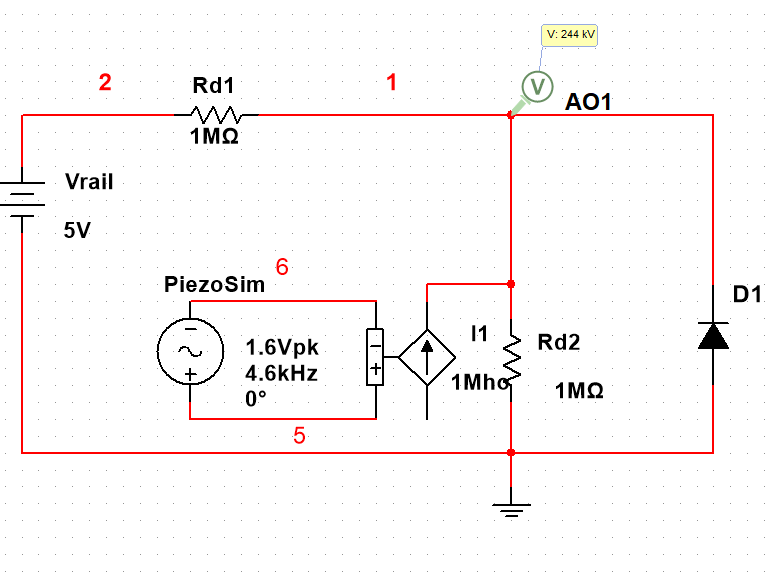 V: 244 kV
V
2
Rd1
1
AO1
1MΩ
Vrail
5V
6
PiezoSim
D1
I1
Rd2
1.6Vpk
4.6kHz
0°
1Mho
1MΩ
5